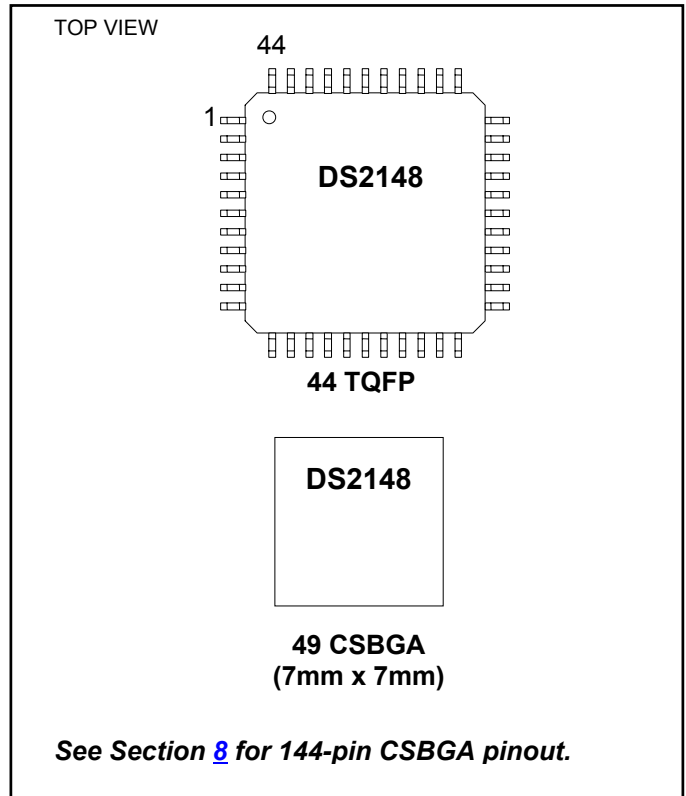 TOP VIEW
44
1
DS2148
44 TQFP
DS2148
49 CSBGA
(7mm x 7mm)
See Section 8 for 144-pin CSBGA pinout.